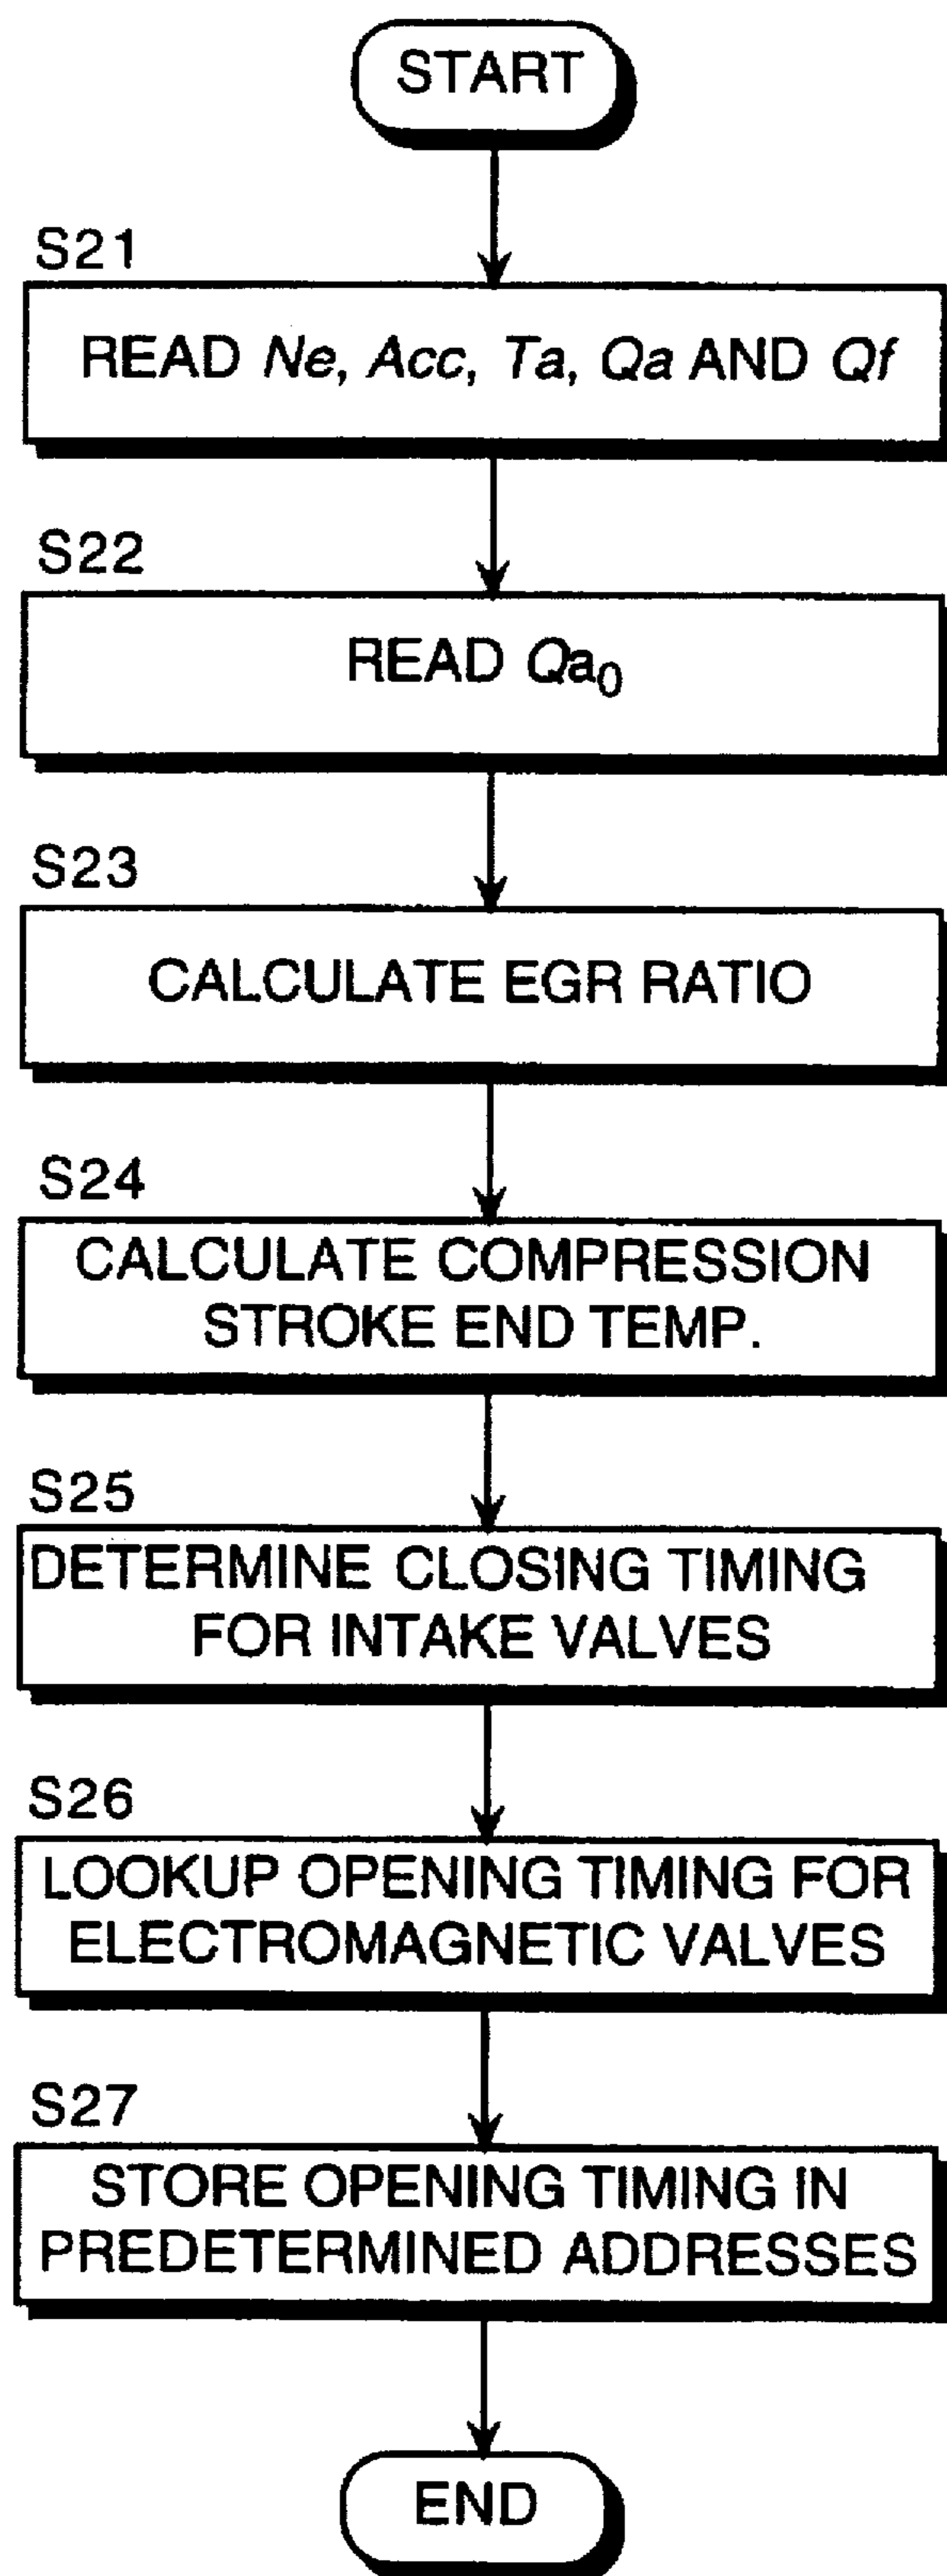 START
S21
READ Ne, Acc, Ta, Qa AND Qf
S22
READ Qa₀
S23
CALCULATE EGR RATIO
S24
CALCULATE COMPRESSION
STROKE END TEMP.
S25
DETERMINE CLOSING TIMING
FOR INTAKE VALVES
S26
LOOKUP OPENING TIMING FOR
ELECTROMAGNETIC VALVES
S27
STORE OPENING TIMING IN
PREDETERMINED ADDRESSES
END